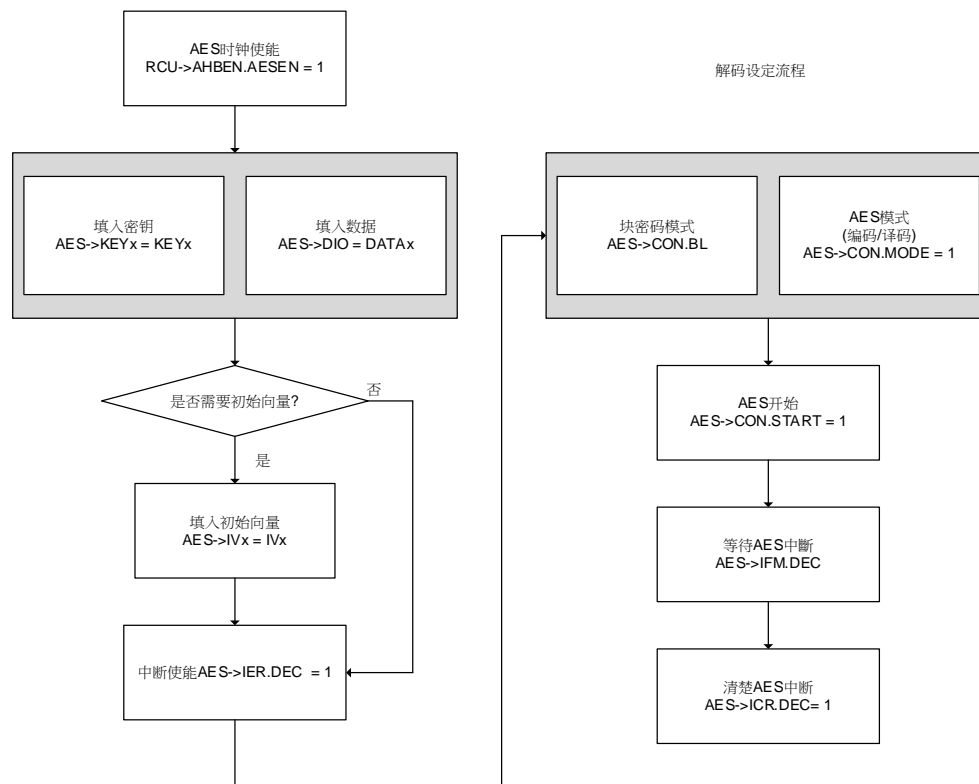 AES时钟使能
RCU->AHBEN.AESEN = 1
解码设定流程
填入密钥
AES->KEYx = KEYx
填入数据
AES->DIO = DATAx
是否需要初始向量?
否
是
填入初始向量
AES->IVx = IVx
中断使能AES->IER.DEC = 1
块密码模式
AES->CON.BL
AES模式
(编码/译码)
AES->CON.MODE = 1
AES开始
AES->CON.START = 1
等待AES中斷
AES->IFM.DEC
清楚AES中断
AES->ICR.DEC= 1